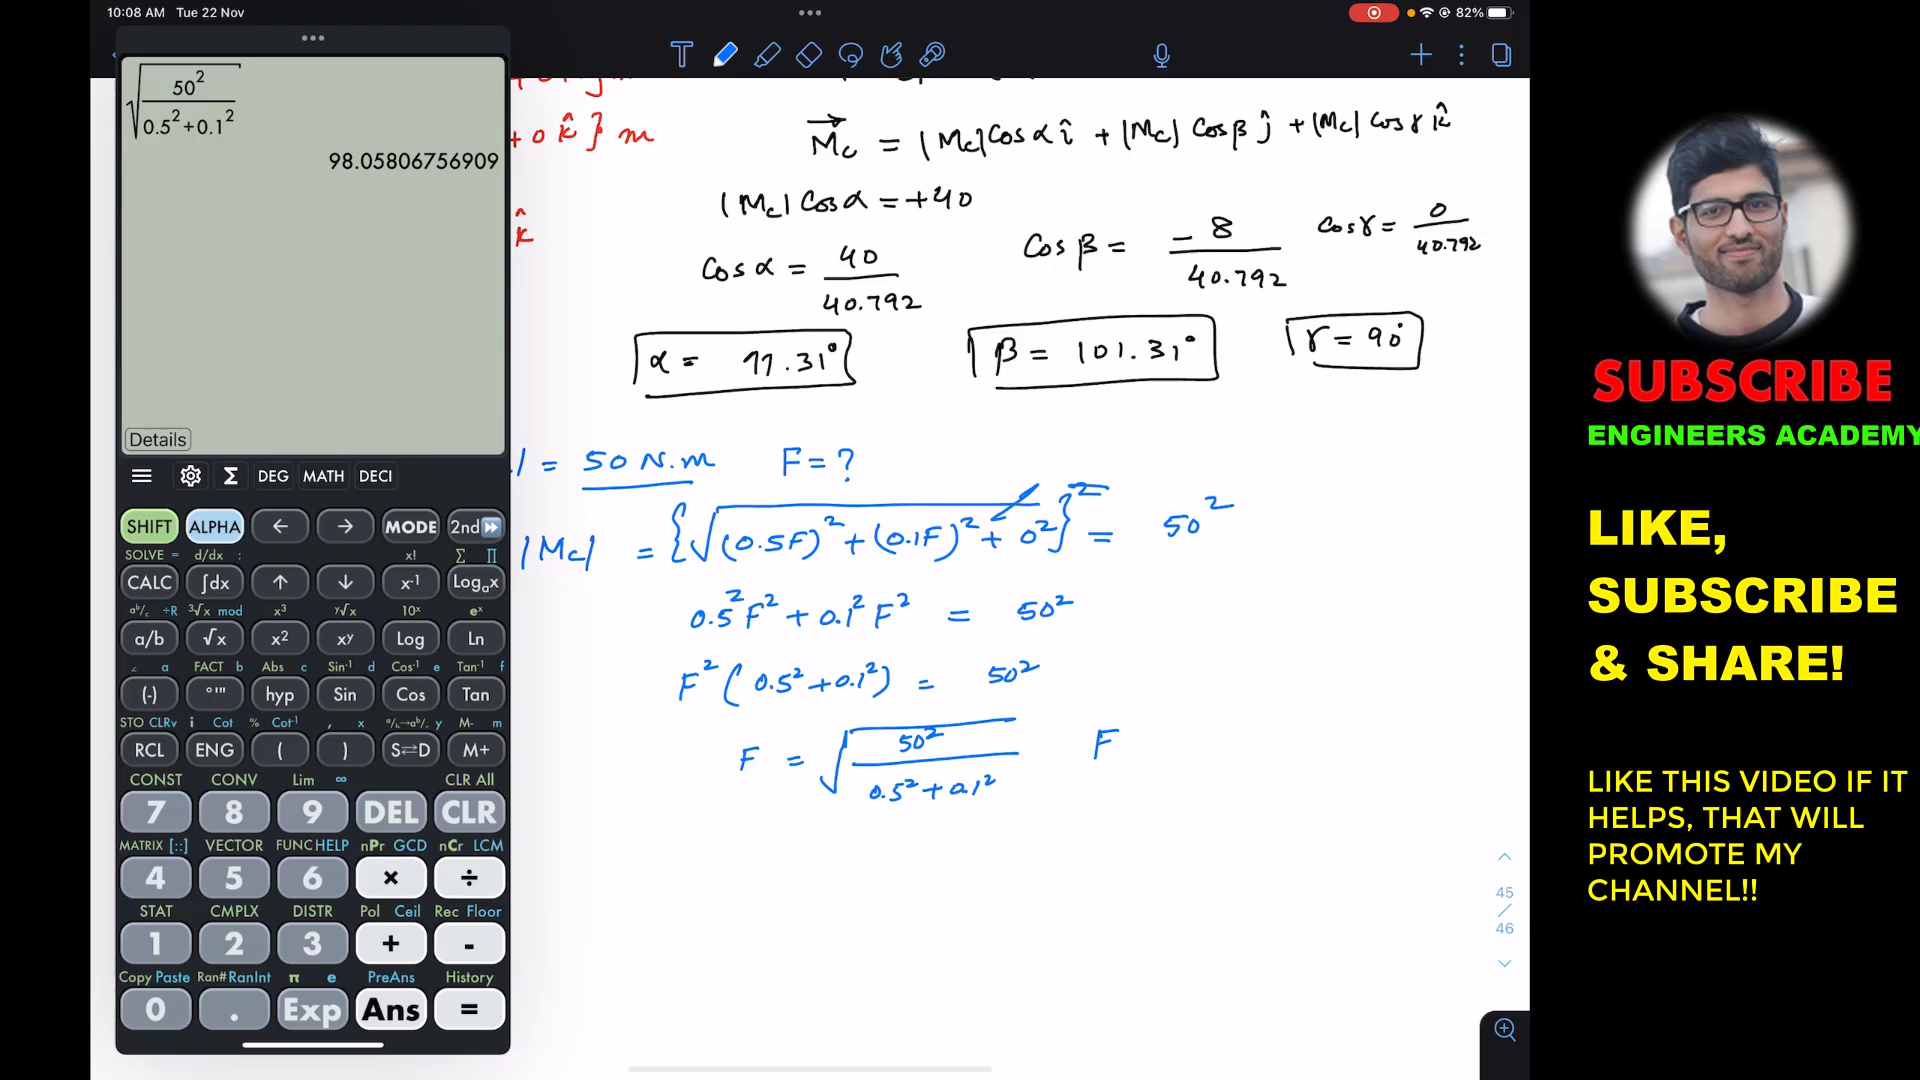 10:08 AM Tue 22 Nov
82%
√(50²/(0.5²+0.1²))
98.05806756909
Details
DEG MATH DECI
SHIFT ALPHA ← → MODE 2nd
SOLVE = d/dx : x! ∑ ∏
CALC ∫dx ↑ ↓ x⁻¹ Logₐx
aᵇ/꜀ ÷R ³√x mod x³ ʸ√x 10ˣ eˣ
a/b √x x² xʸ Log Ln
∠ a FACT b Abs c Sin⁻¹ d Cos⁻¹ e Tan⁻¹ f
(-) °'" hyp Sin Cos Tan
STO CLRv i Cot % Cot⁻¹ , x M- m
RCL ENG ( ) S⇄D M+
CONST CONV Lim ∞ CLR All
7 8 9 DEL CLR
MATRIX [::] VECTOR FUNC HELP nPr GCD nCr LCM
4 5 6 × ÷
STAT CMPLX DISTR Pol Ceil Rec Floor
1 2 3 + -
Copy Paste Ran# RanInt π e PreAns History
0 . Exp Ans =
+ 0 k̂ } m
k̂
M⃗c = |Mc| Cos α î + |Mc| Cos β ĵ + |Mc| Cos γ k̂
|Mc| Cos α = +40
Cos α = 40/40.792
Cos β = -8/40.792
Cos γ = 0/40.792
α = 11.31°
β = 101.31°
γ = 90°
| = 50 N.m F = ?
|Mc| = {√((0.5F)² + (0.1F)² + 0²)}² = 50²
0.5² F² + 0.1² F² = 50²
F² (0.5² + 0.1²) = 50²
F = √(50²/(0.5² + 0.1²)) F
45
/
46
SUBSCRIBE
ENGINEERS ACADEMY
LIKE,
SUBSCRIBE
& SHARE!
LIKE THIS VIDEO IF IT
HELPS, THAT WILL
PROMOTE MY
CHANNEL!!